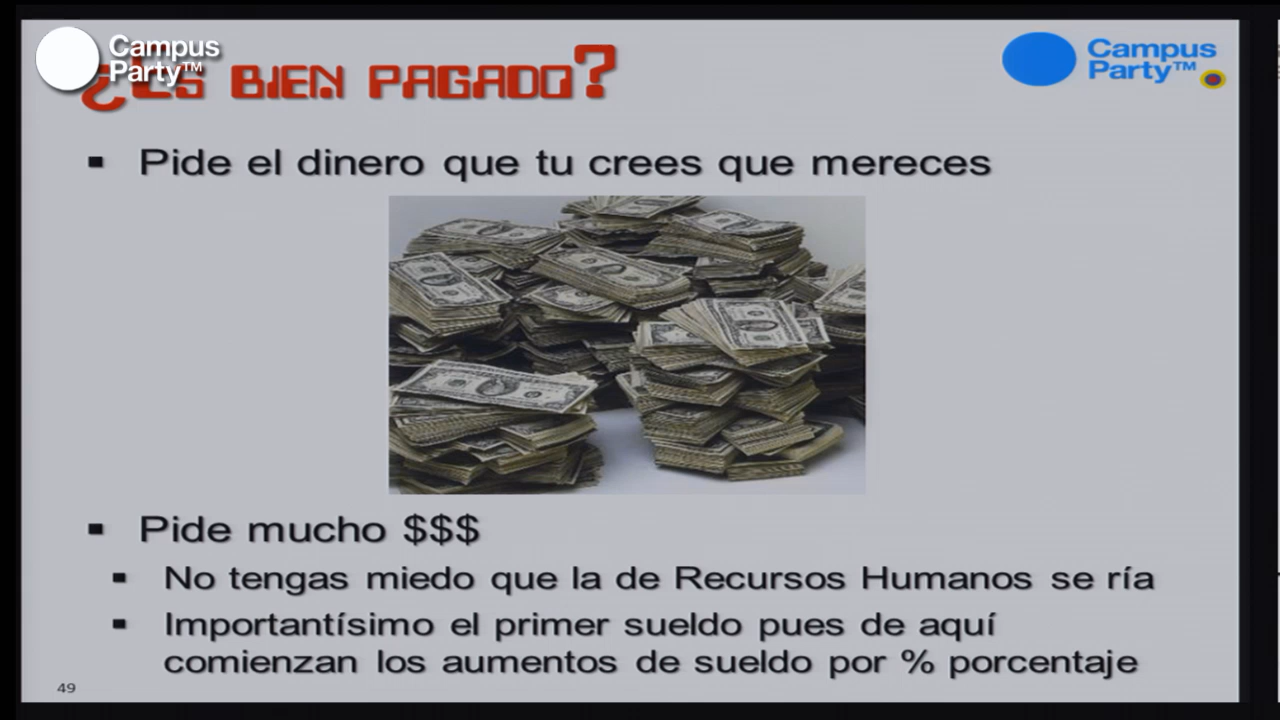 Campus
Party™
¿Es bien pagado?
Campus
Party™
▪ Pide el dinero que tu crees que mereces
▪ Pide mucho $$$
▪ No tengas miedo que la de Recursos Humanos se ría
▪ Importantísimo el primer sueldo pues de aquí
comienzan los aumentos de sueldo por % porcentaje
49